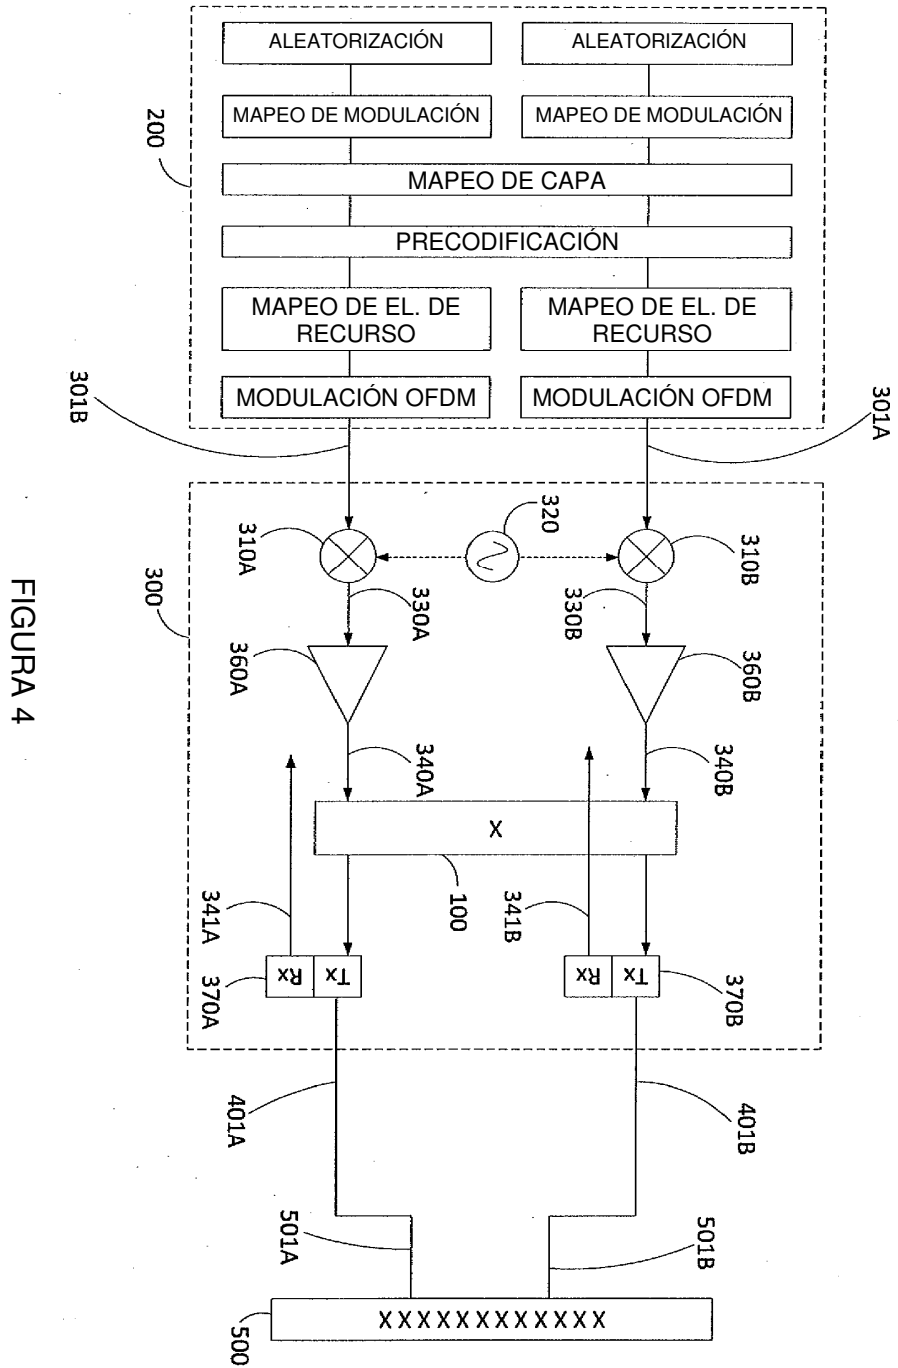 ALEATORIZACIÓN
ALEATORIZACIÓN
MAPEO DE MODULACIÓN
MAPEO DE MODULACIÓN
MAPEO DE CAPA
PRECODIFICACIÓN
MAPEO DE EL. DE
RECURSO
MAPEO DE EL. DE
RECURSO
MODULACIÓN OFDM
MODULACIÓN OFDM
200
301B
301A
310A
320
310B
300
330A
330B
360A
360B
340A
340B
X
100
341A
341B
Rx
Tx
Rx
Tx
370A
370B
401A
401B
501A
501B
XXXXXXXXXXXX
500
FIGURA 4